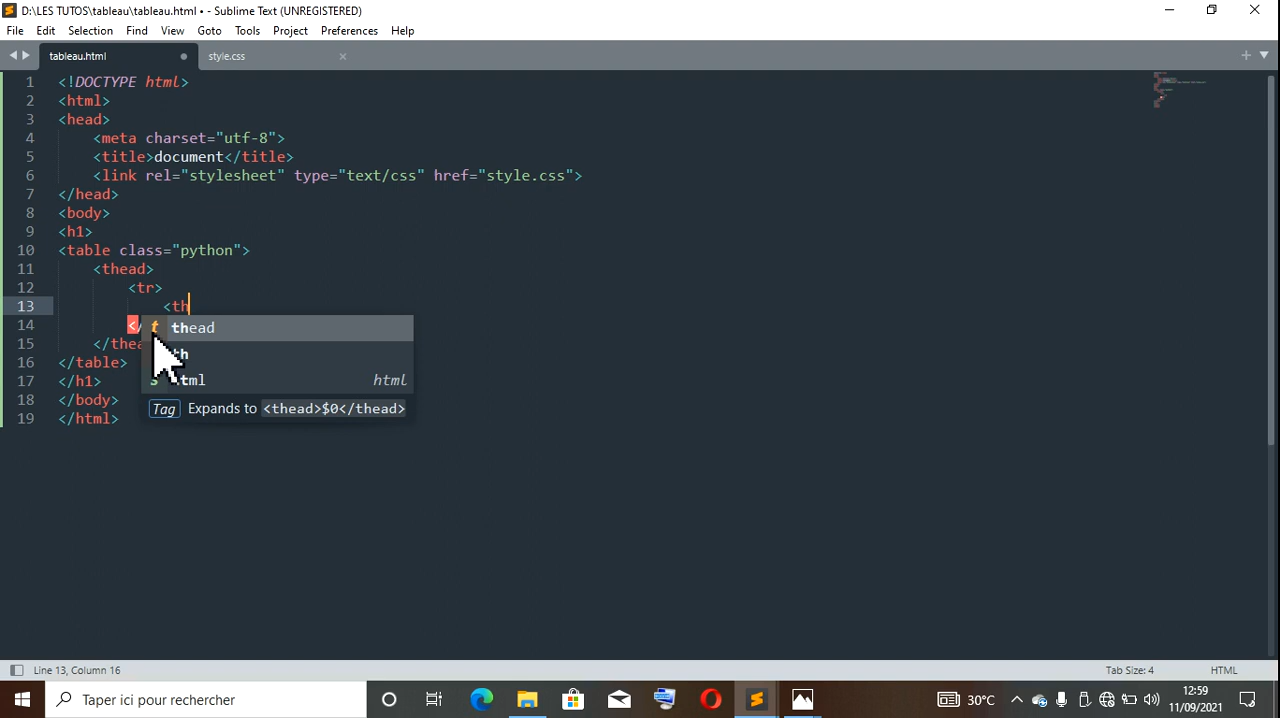 D:\LES TUTOS\tableau\tableau.html • - Sublime Text (UNREGISTERED)
File Edit Selection Find View Goto Tools Project Preferences Help
tableau.html style.css
1 <!DOCTYPE html>
2 <html>
3 <head>
4 <meta charset="utf-8">
5 <title>document</title>
6 <link rel="stylesheet" type="text/css" href="style.css">
7 </head>
8 <body>
9 <h1>
10 <table class="python">
11 <thead>
12 <tr>
13 <th
t thead
14 </
15 </thea
th
16 </table>
17 </h1>
html html
18 </body>
Tag Expands to <thead>$0</thead>
19 </html>
Line 13, Column 16 Tab Size: 4 HTML
Taper ici pour rechercher 30°C 12:59
11/09/2021